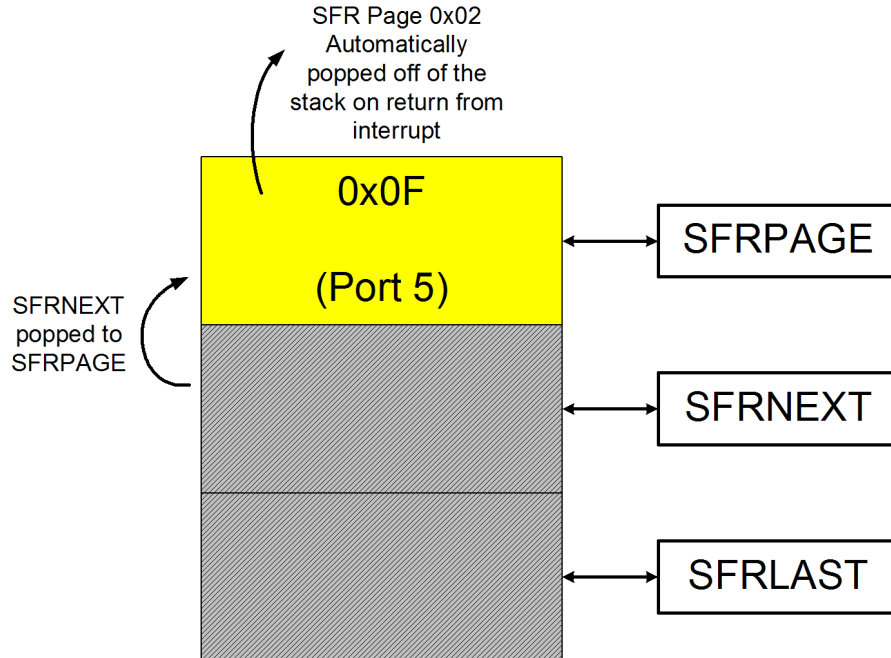 SFR Page 0x02
Automatically
popped off of the
stack on return from
interrupt
0x0F
(Port 5)
SFRPAGE
SFRNEXT
popped to
SFRPAGE
SFRNEXT
SFRLAST